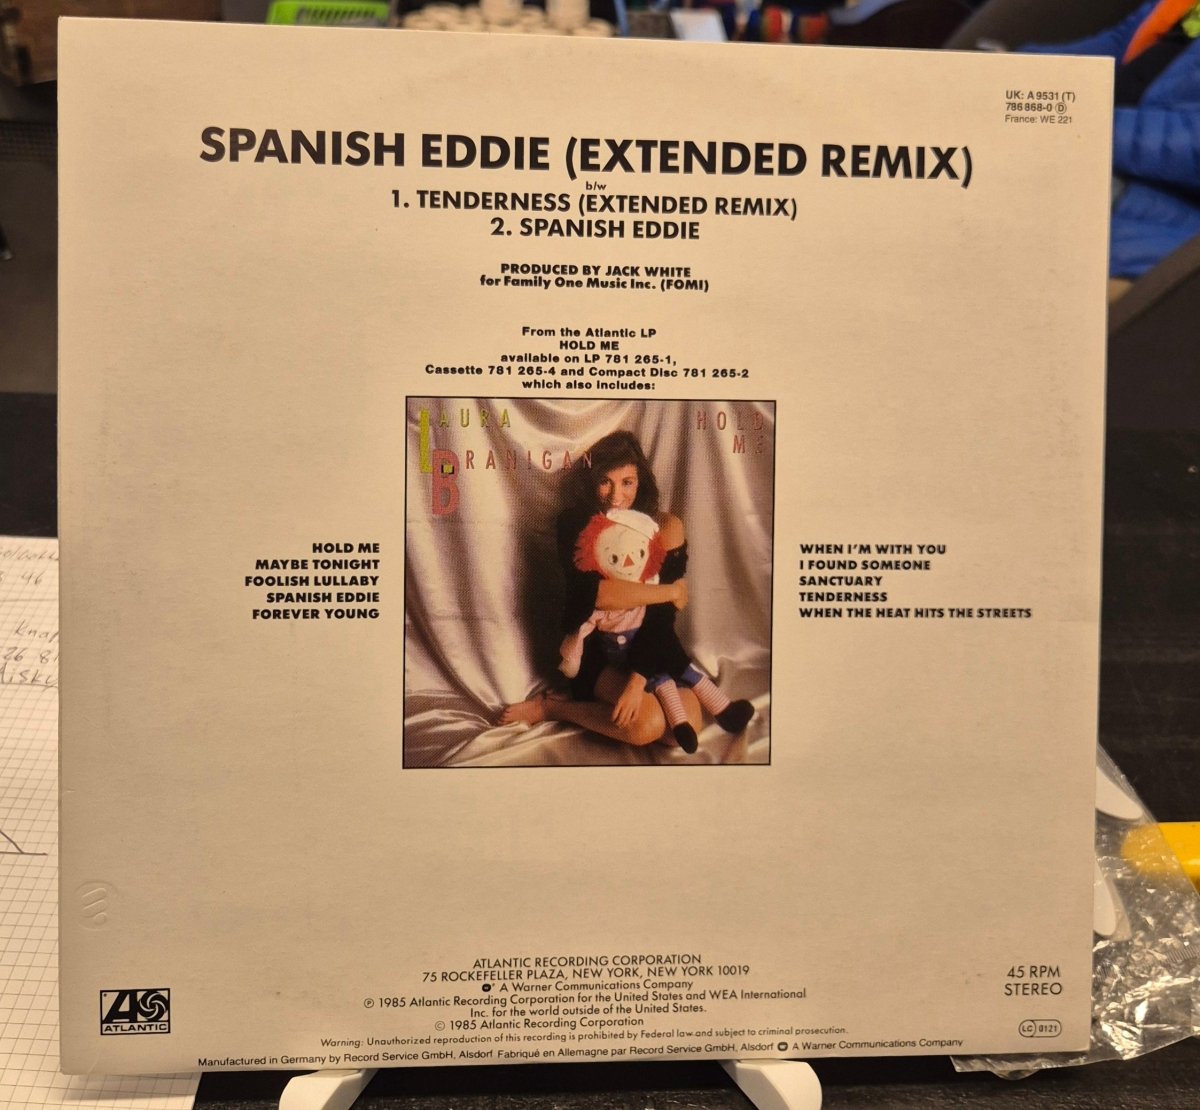 UK: A 9531 (T)
786 868-0 Ⓓ
France: WE 221
SPANISH EDDIE (EXTENDED REMIX)
b/w
1. TENDERNESS (EXTENDED REMIX)
2. SPANISH EDDIE
PRODUCED BY JACK WHITE
for Family One Music Inc. (FOMI)
From the Atlantic LP
HOLD ME
available on LP 781 265-1,
Cassette 781 265-4 and Compact Disc 781 265-2
which also includes:
LAURA
BRANIGAN
HOLD
ME
HOLD ME
MAYBE TONIGHT
FOOLISH LULLABY
SPANISH EDDIE
FOREVER YOUNG
WHEN I'M WITH YOU
I FOUND SOMEONE
SANCTUARY
TENDERNESS
WHEN THE HEAT HITS THE STREETS
ATLANTIC RECORDING CORPORATION
75 ROCKEFELLER PLAZA, NEW YORK, NEW YORK 10019
A Warner Communications Company
℗ 1985 Atlantic Recording Corporation for the United States and WEA International
Inc. for the world outside of the United States.
© 1985 Atlantic Recording Corporation
Warning: Unauthorized reproduction of this recording is prohibited by Federal law and subject to criminal prosecution.
Manufactured in Germany by Record Service GmbH, Alsdorf Fabriqué en Allemagne par Record Service GmbH, Alsdorf A Warner Communications Company
ATLANTIC
45 RPM
STEREO
LC 0121
46
26 81